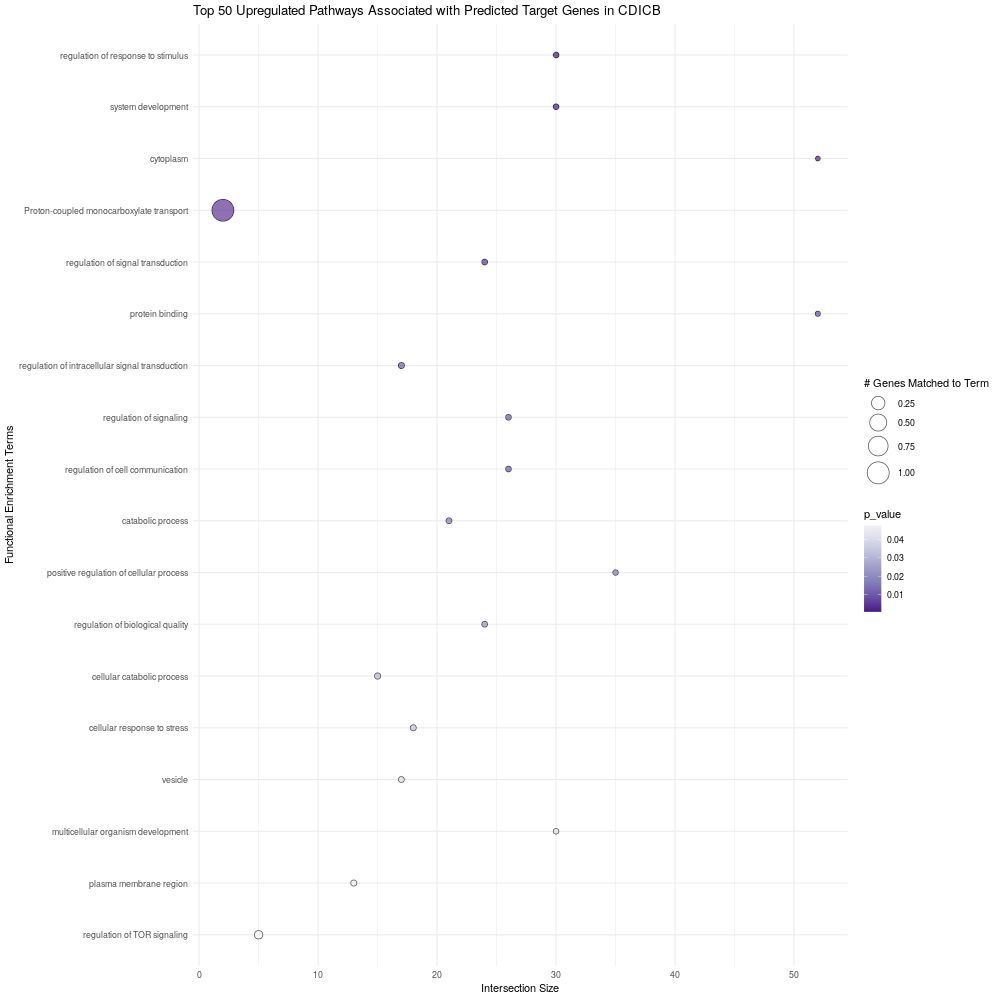 Top 50 Upregulated Pathways Associated with Predicted Target Genes in CDICB
Functional Enrichment Terms
regulation of response to stimulus
system development
cytoplasm
Proton-coupled monocarboxylate transport
regulation of signal transduction
protein binding
regulation of intracellular signal transduction
regulation of signaling
regulation of cell communication
catabolic process
positive regulation of cellular process
regulation of biological quality
cellular catabolic process
cellular response to stress
vesicle
multicellular organism development
plasma membrane region
regulation of TOR signaling
0 10 20 30 40 50
Intersection Size
# Genes Matched to Term
0.25
0.50
0.75
1.00
p_value
0.04
0.03
0.02
0.01